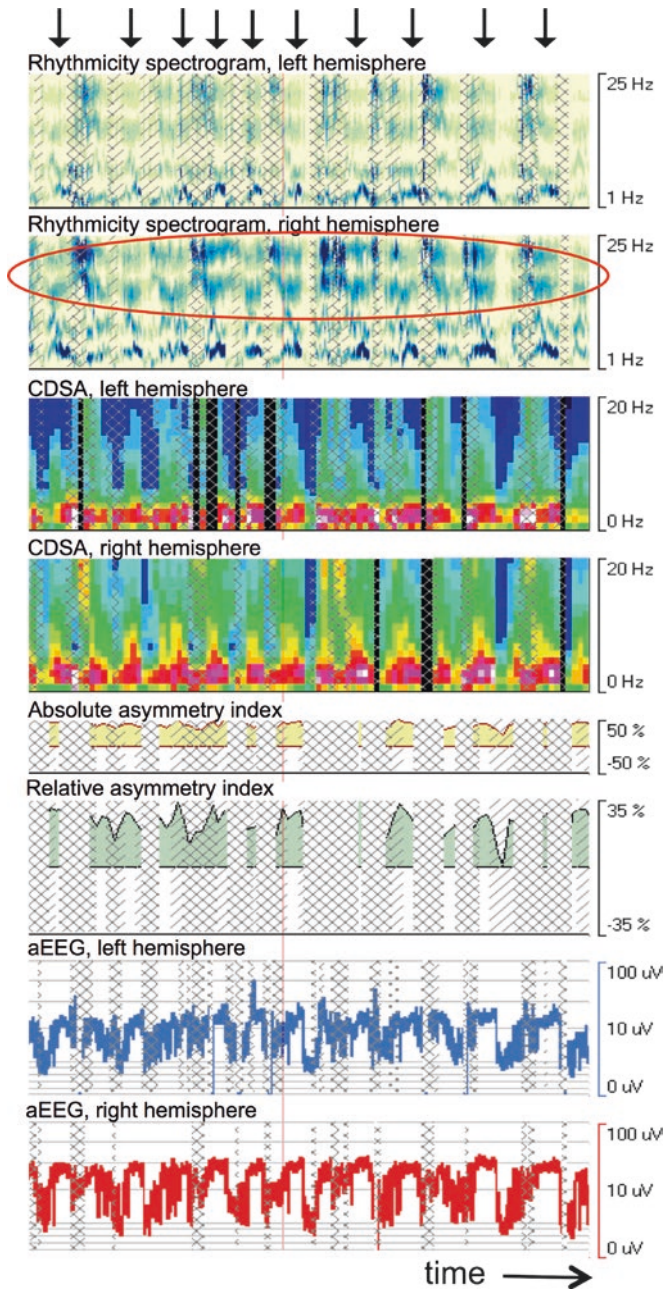 Rhythmicity spectrogram, left hemisphere
25 Hz
1 Hz
Rhythmicity spectrogram, right hemisphere
25 Hz
1 Hz
CDSA, left hemisphere
20 Hz
0 Hz
CDSA, right hemisphere
20 Hz
0 Hz
Absolute asymmetry index
50 %
-50 %
Relative asymmetry index
35 %
-35 %
aEEG, left hemisphere
100 uV
10 uV
0 uV
aEEG, right hemisphere
100 uV
10 uV
0 uV
time